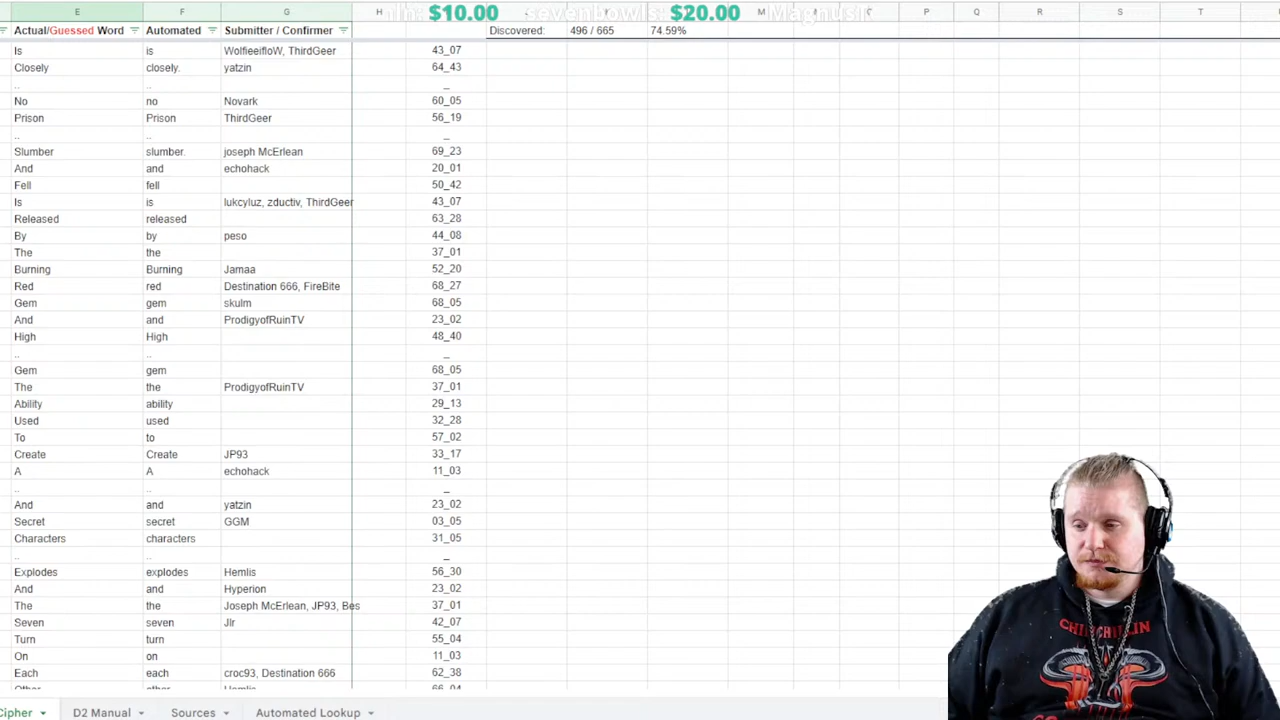 $10.00 sevenbowls: $20.00 Magnusin
E F G H M N O P Q R S T
Actual/Guessed Word Automated Submitter / Confirmer Discovered: 496 / 665 74.59%
Is is WolfieeifloW, ThirdGeer 43_07
Closely closely. yatzin 64_43
.. .. _
No no Novark 60_05
Prison Prison ThirdGeer 56_19
.. .. _
Slumber slumber. joseph McErlean 69_23
And and echohack 20_01
Fell fell 50_42
Is is lukcyluz, zductiv, ThirdGeer 43_07
Released released 63_28
By by peso 44_08
The the 37_01
Burning Burning Jamaa 52_20
Red red Destination 666, FireBite 68_27
Gem gem skulm 68_05
And and ProdigyofRuinTV 23_02
High High 48_40
.. .. _
Gem gem 68_05
The the ProdigyofRuinTV 37_01
Ability ability 29_13
Used used 32_28
To to 57_02
Create Create JP93 33_17
A A echohack 11_03
.. .. _
And and yatzin 23_02
Secret secret GGM 03_05
Characters characters 31_05
.. .. _
Explodes explodes Hemlis 56_30
And and Hyperion 23_02
The the Joseph McErlean, JP93, Bes 37_01
Seven seven Jlr 42_07
Turn turn 55_04
On on 11_03
Each each croc93, Destination 666 62_38
Other other Hemlis 66_04
Cipher D2 Manual Sources Automated Lookup